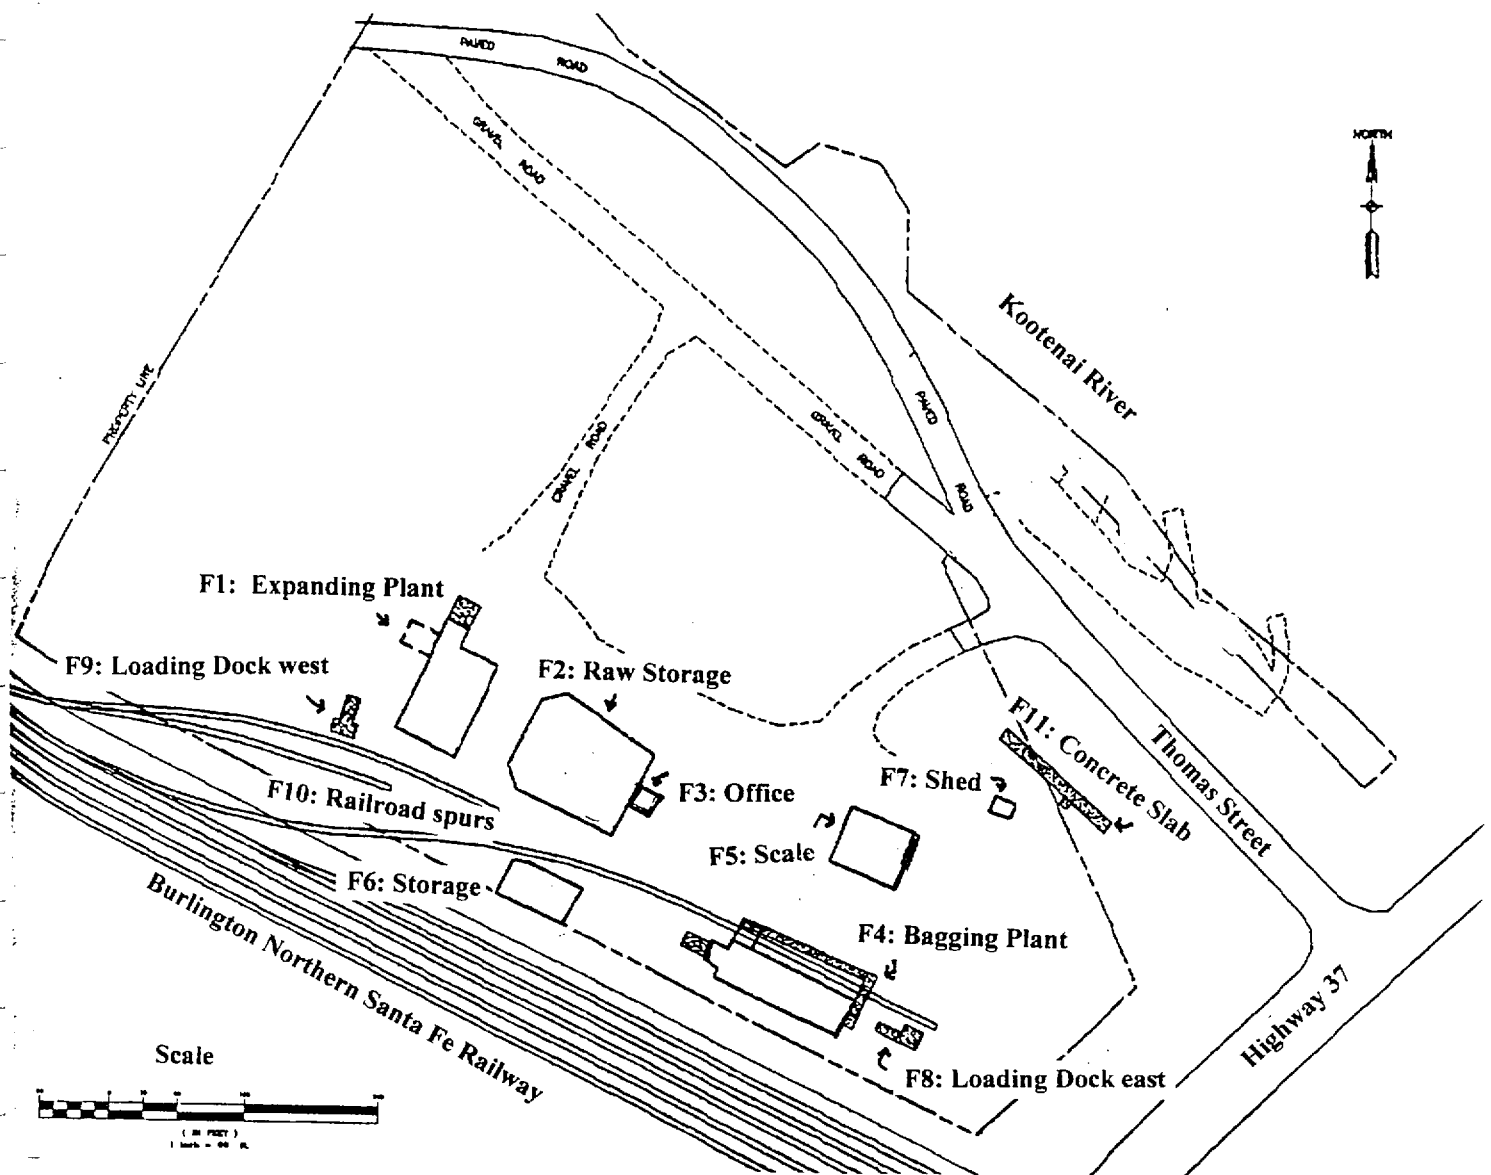 PAVED
ROAD
NORTH
GRAVEL
ROAD
Kootenai River
PROPERTY LINE
PAVED
GRAVEL
ROAD
ROAD
GRAVEL
ROAD
F1: Expanding Plant
F9: Loading Dock west
F2: Raw Storage
F11: Concrete Slab
Thomas Street
F7: Shed
F3: Office
F10: Railroad spurs
F5: Scale
F6: Storage
F4: Bagging Plant
Burlington Northern Santa Fe Railway
Highway 37
Scale
F8: Loading Dock east
( IN FEET )